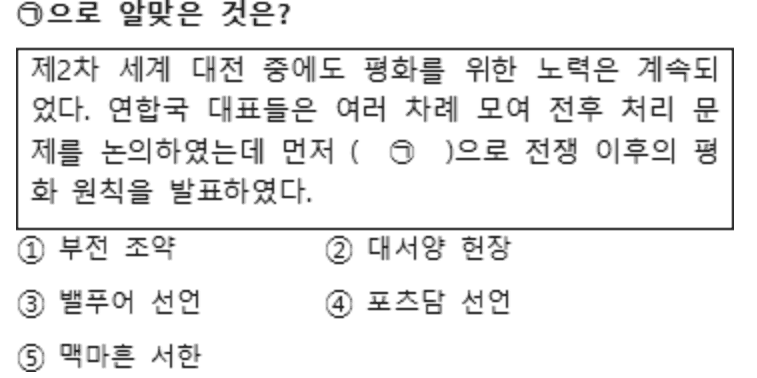 ㉠으로 알맞은 것은?
제2차 세계 대전 중에도 평화를 위한 노력은 계속되
었다. 연합국 대표들은 여러 차례 모여 전후 처리 문
제를 논의하였는데 먼저 ( ㉠ )으로 전쟁 이후의 평
화 원칙을 발표하였다.
① 부전 조약 ② 대서양 헌장
③ 밸푸어 선언 ④ 포츠담 선언
⑤ 맥마흔 서한